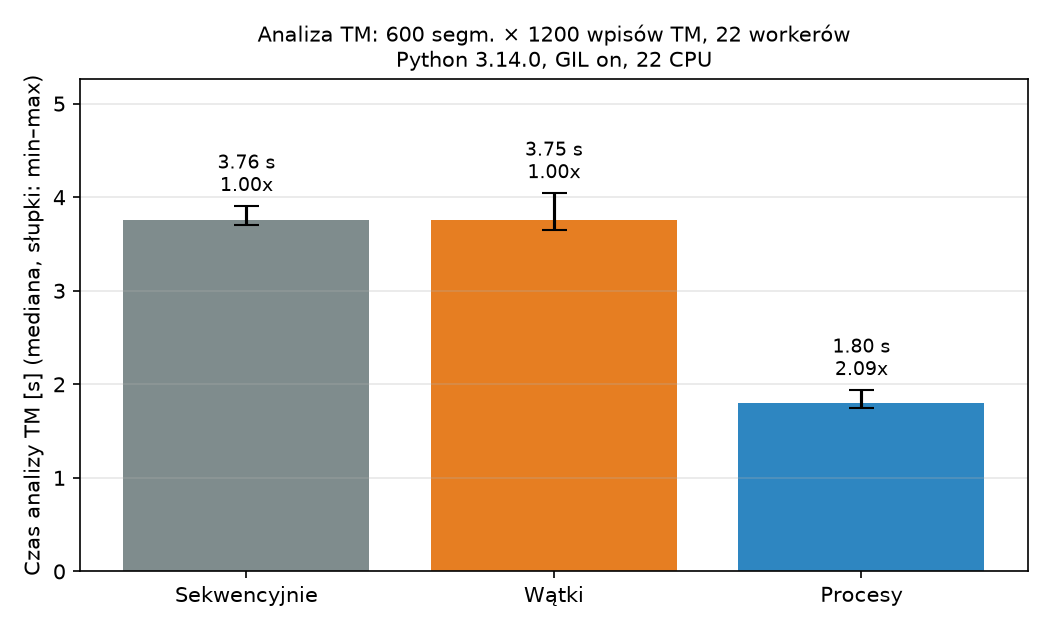 Analiza TM: 600 segm. × 1200 wpisów TM, 22 workerów
Python 3.14.0, GIL on, 22 CPU
Czas analizy TM [s] (mediana, słupki: min–max)
5
4
3
2
1
0
3.76 s
1.00x
3.75 s
1.00x
1.80 s
2.09x
Sekwencyjnie
Wątki
Procesy